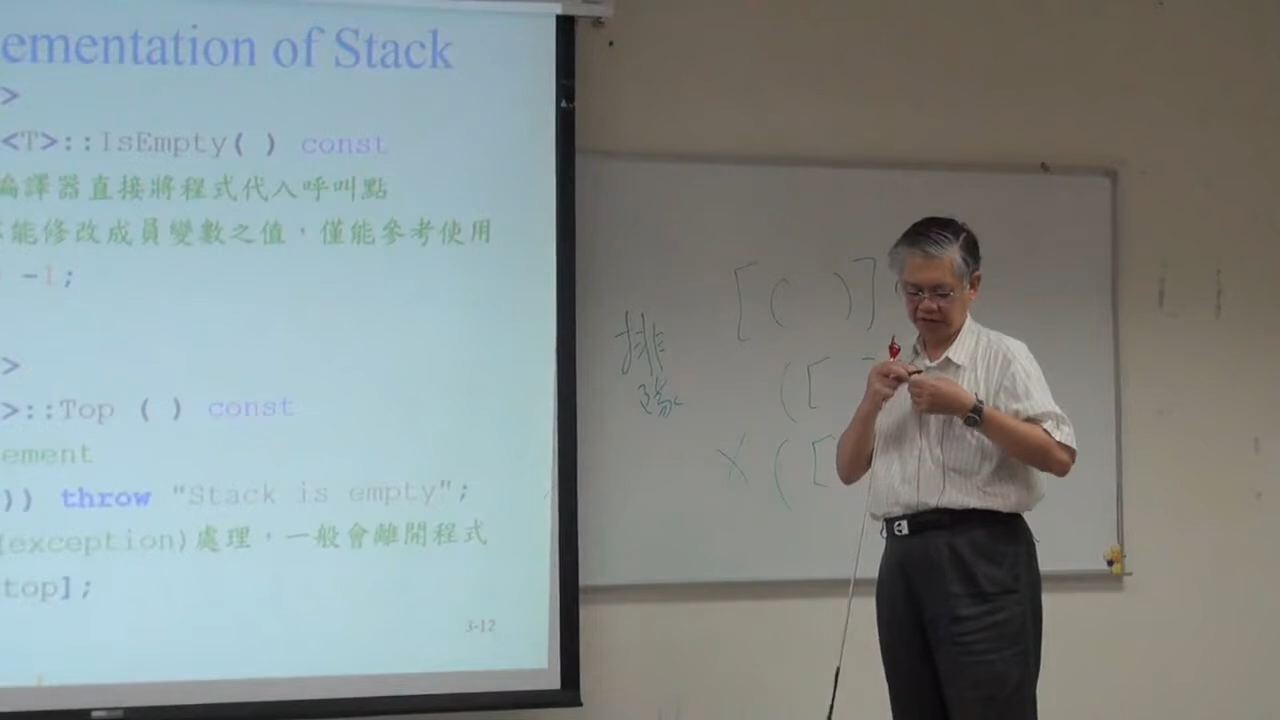 ementation of Stack
>
<T>::IsEmpty( ) const
編譯器直接將程式代入呼叫點
不能修改成員變數之值，僅能參考使用
-1;
>
>::Top ( ) const
ement
)) throw "Stack is empty";
(exception)處理，一般會離開程式
top];
3-12
排
隊
[ ( ) ]
( [
X ( [